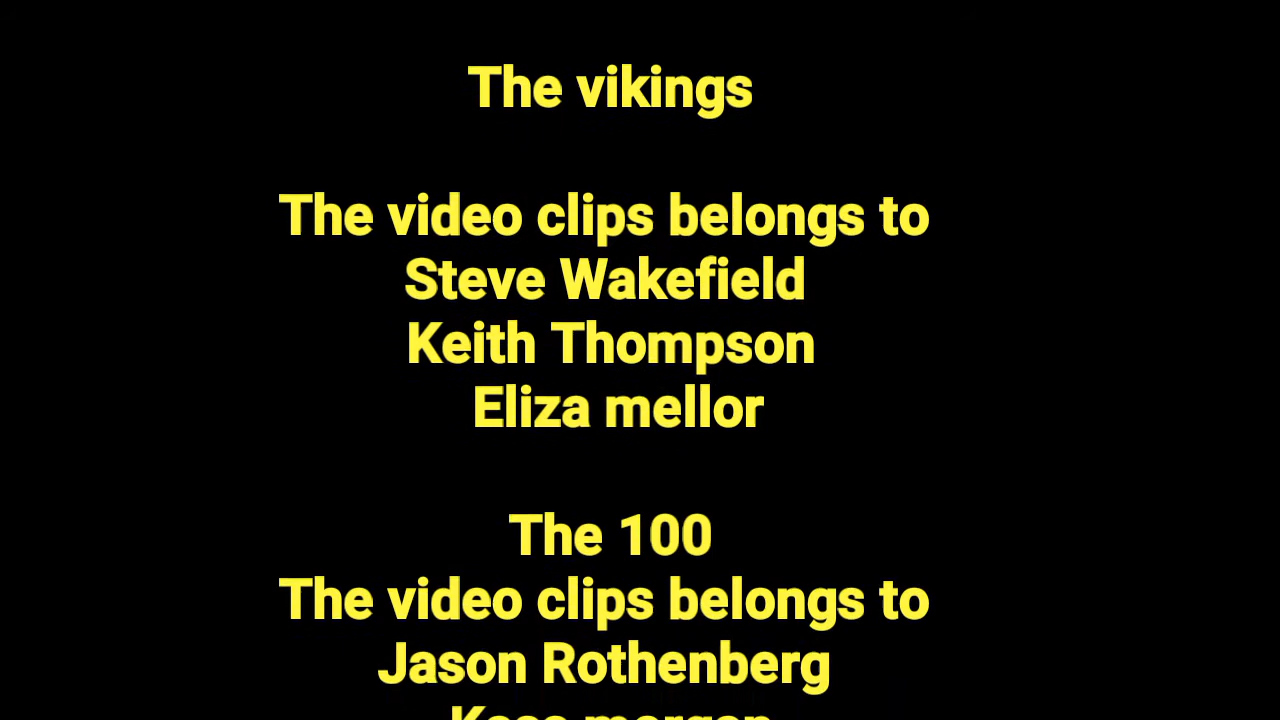 The vikings
The video clips belongs to
Steve Wakefield
Keith Thompson
Eliza mellor
The 100
The video clips belongs to
Jason Rothenberg